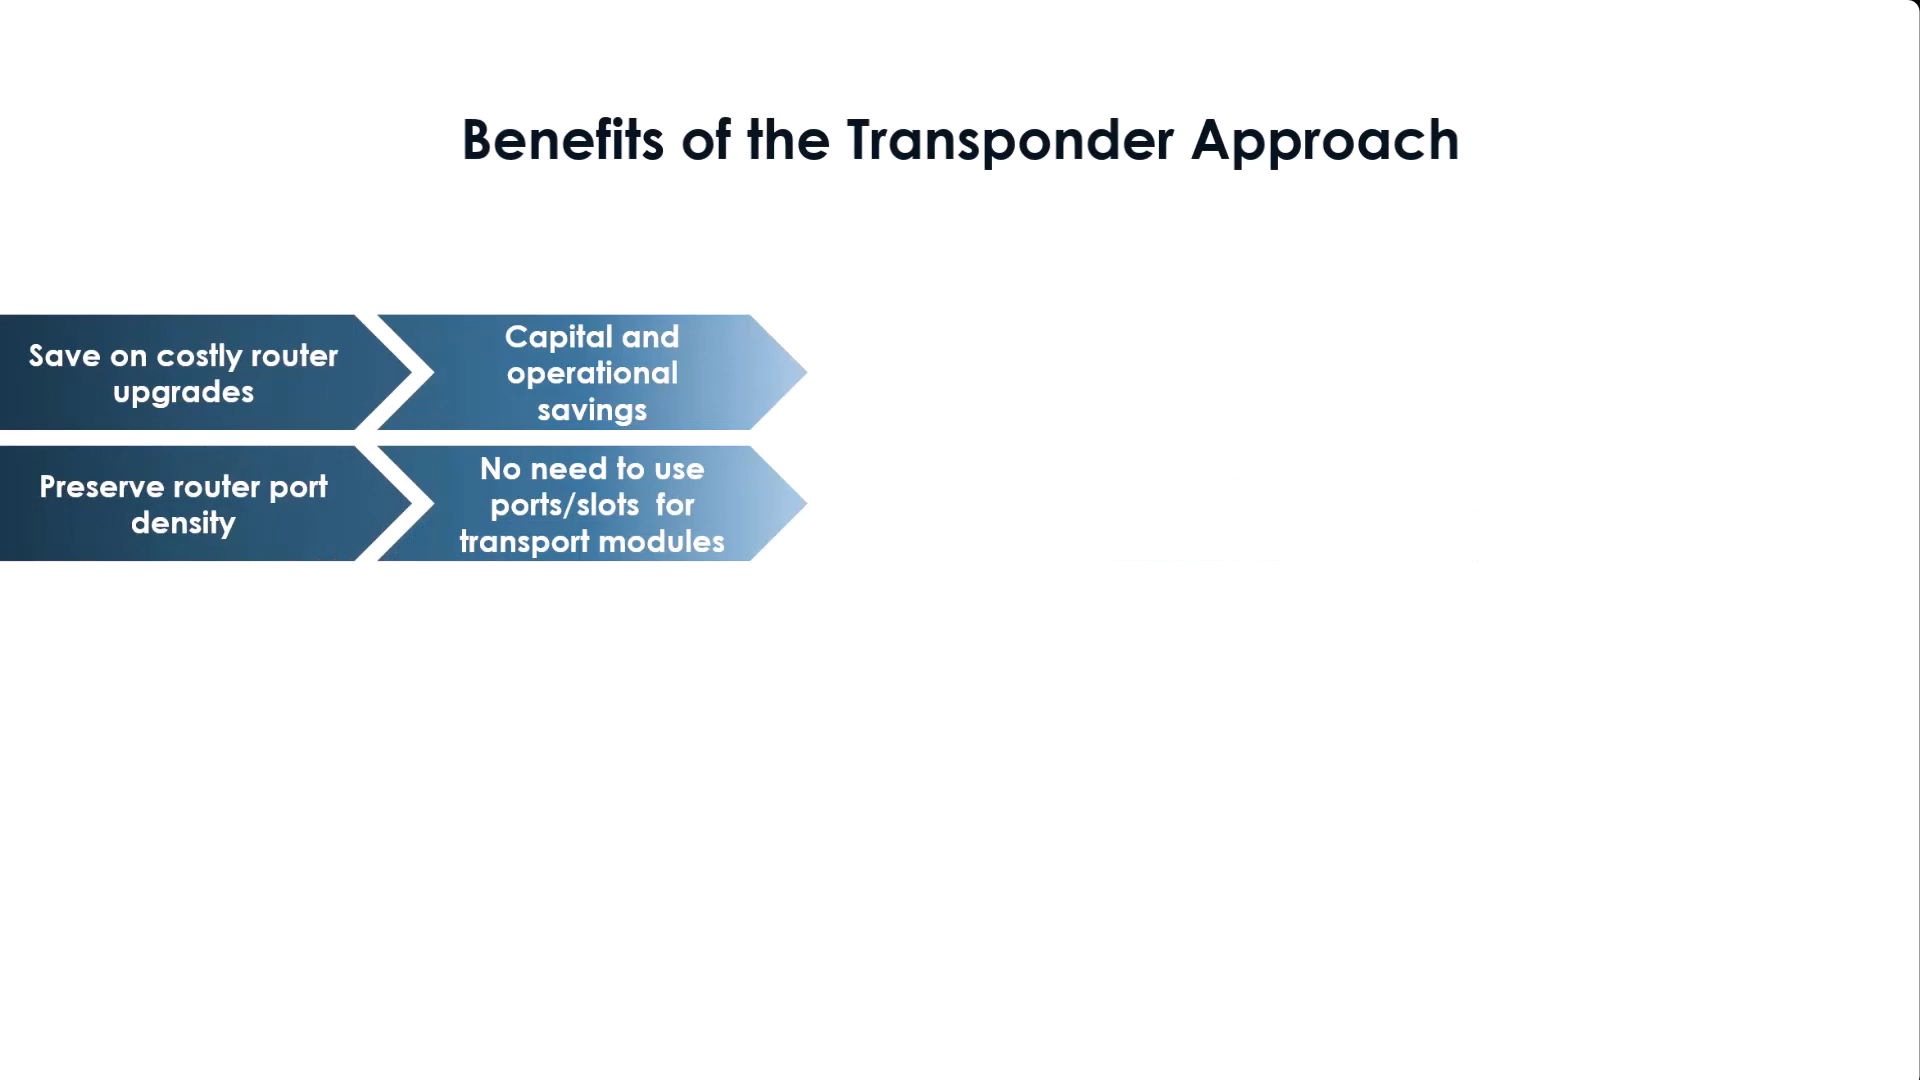 Benefits of the Transponder Approach
Save on costly router
upgrades
Capital and
operational
savings
Preserve router port
density
No need to use
ports/slots  for
transport modules